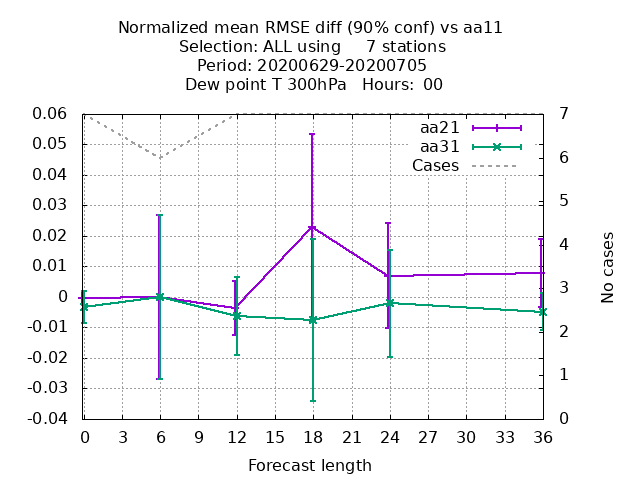 Normalized mean RMSE diff (90% conf) vs aa11
Selection: ALL using     7 stations
Period: 20200629-20200705
Dew point T 300hPa   Hours:  00
0.06
0.05
0.04
0.03
0.02
0.01
0
-0.01
-0.02
-0.03
-0.04
aa21
aa31
Cases
7
6
5
4
3
2
1
0
No cases
0 3 6 9 12 15 18 21 24 27 30 33 36
Forecast length